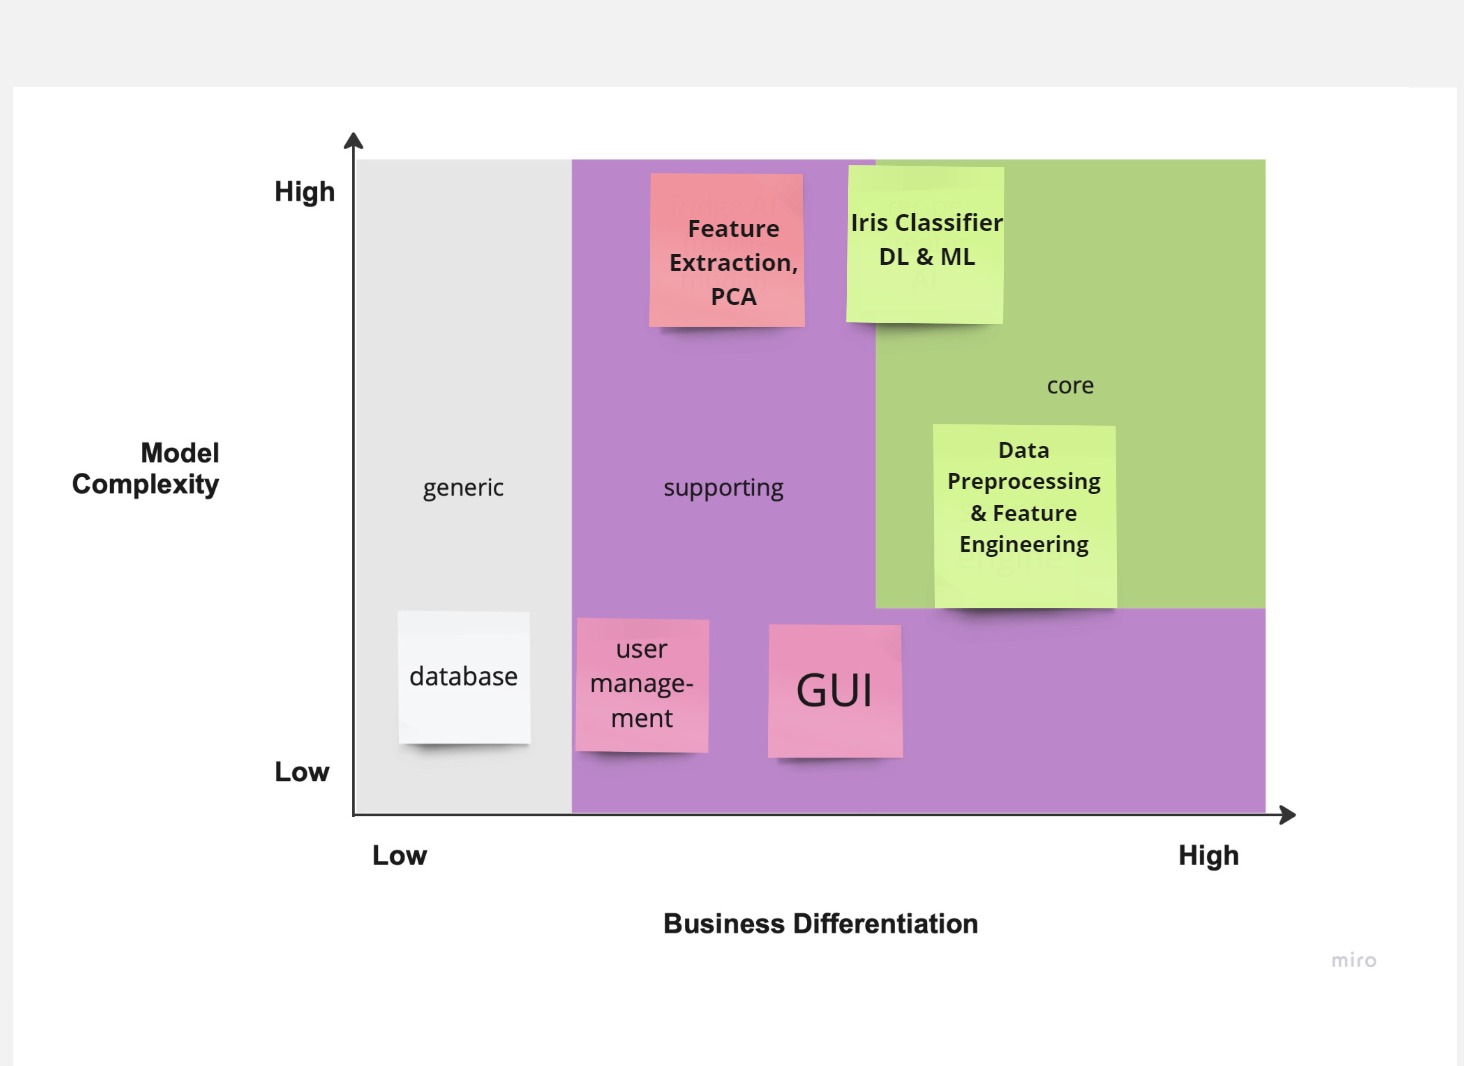 High
Feature
Extraction,
PCA
Iris Classifier
DL & ML
core
Model
Complexity
generic
supporting
Data
Preprocessing
& Feature
Engineering
database
user
manage-
ment
GUI
Low
Low
High
Business Differentiation
miro